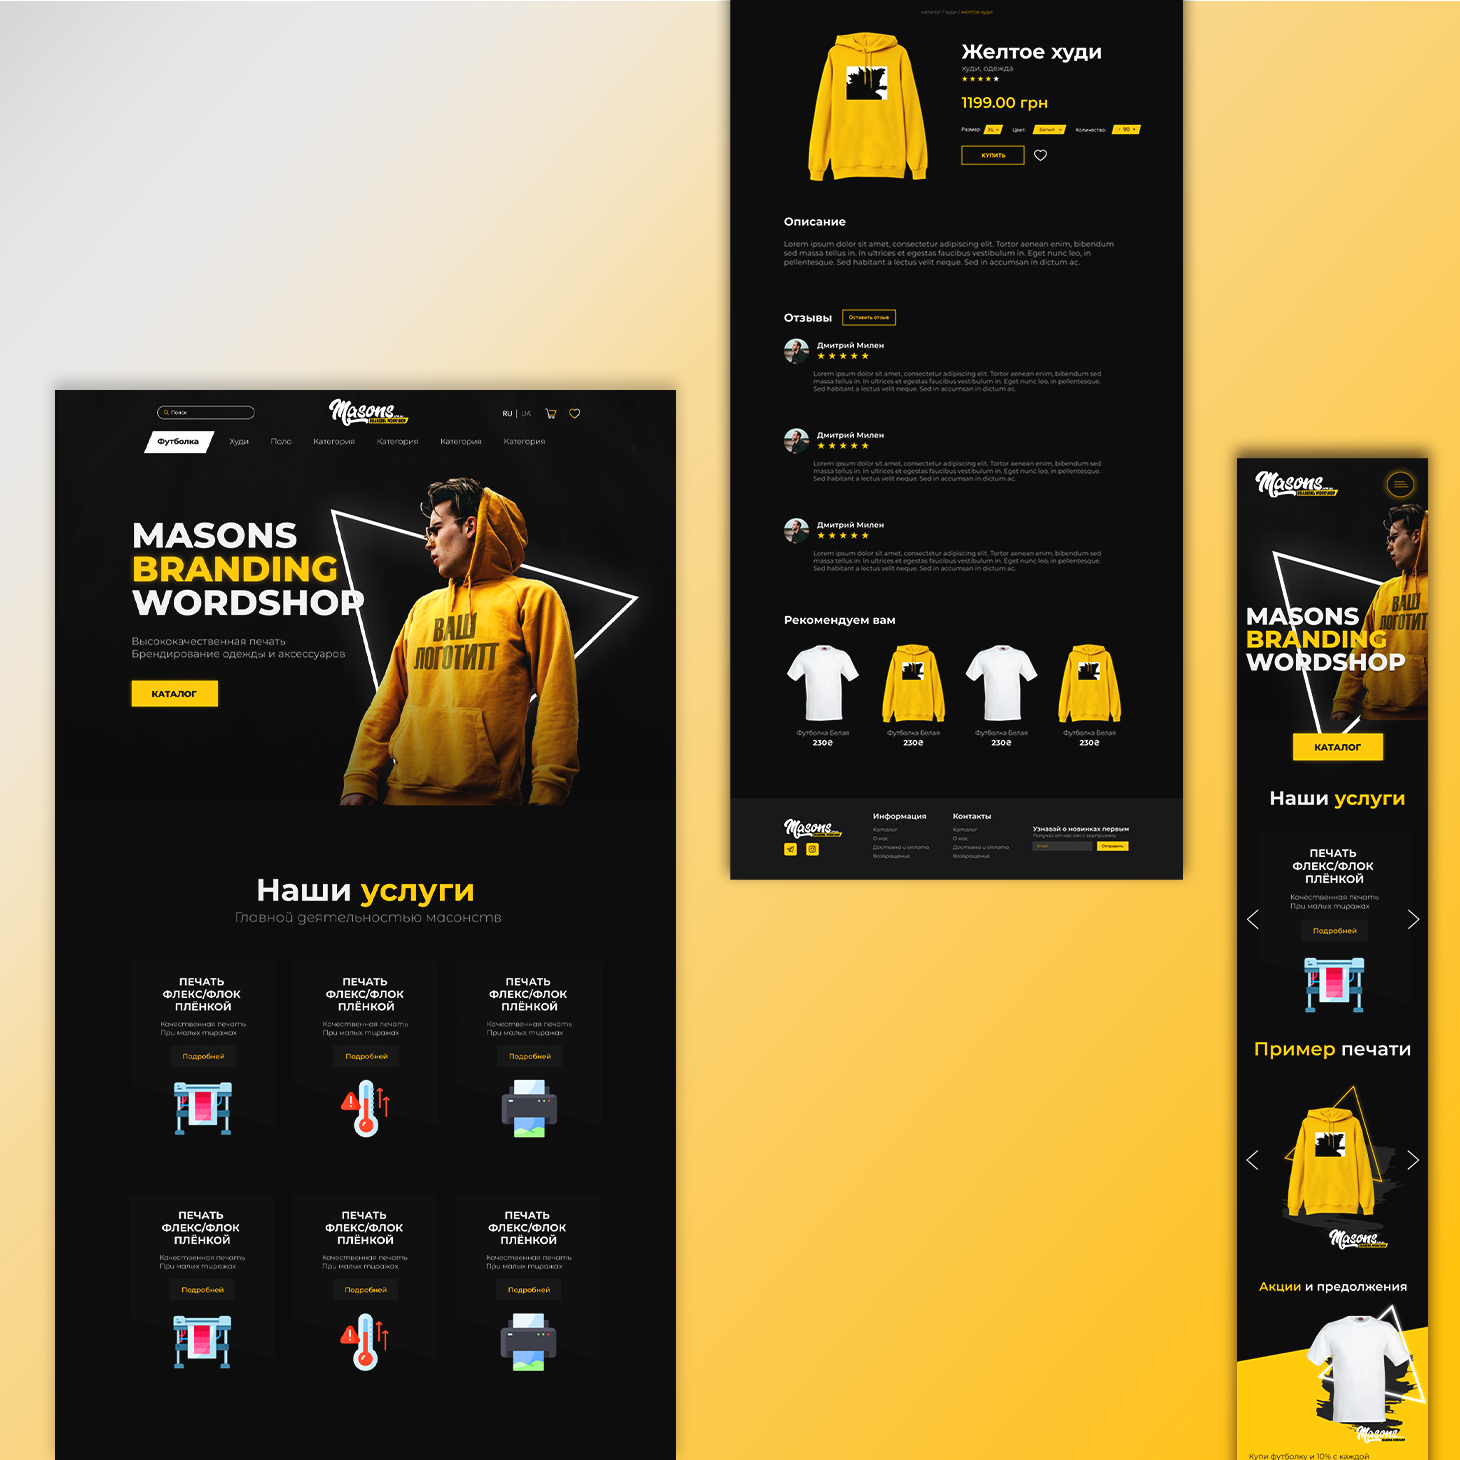 Поиск
Masons
BRANDING WORDSHOP
RU | UA
Футболка
Худи
Поло
Категория
Категория
Категория
Категория
MASONS
BRANDING
WORDSHOP
Высококачественная печать
Брендирование одежды и аксессуаров
КАТАЛОГ
ВАШ
ЛОГОТИП
Наши услуги
Главной деятельностью масонств
ПЕЧАТЬ
ФЛЕКС/ФЛОК
ПЛЁНКОЙ
Качественная печать
При малых тиражах
Подробней
ПЕЧАТЬ
ФЛЕКС/ФЛОК
ПЛЁНКОЙ
Качественная печать
При малых тиражах
Подробней
ПЕЧАТЬ
ФЛЕКС/ФЛОК
ПЛЁНКОЙ
Качественная печать
При малых тиражах
Подробней
ПЕЧАТЬ
ФЛЕКС/ФЛОК
ПЛЁНКОЙ
Качественная печать
При малых тиражах
Подробней
ПЕЧАТЬ
ФЛЕКС/ФЛОК
ПЛЁНКОЙ
Качественная печать
При малых тиражах
Подробней
ПЕЧАТЬ
ФЛЕКС/ФЛОК
ПЛЁНКОЙ
Качественная печать
При малых тиражах
Подробней
каталог / худи / желтое худи
Желтое худи
худи, одежда
1199.00 грн
Размер: XL Цвет: Белый Количество: - 90 +
КУПИТЬ
Описание
Lorem ipsum dolor sit amet, consectetur adipiscing elit. Tortor aenean enim, bibendum
sed massa tellus in. In ultrices et egestas faucibus vestibulum in. Eget nunc leo, in
pellentesque. Sed habitant a lectus velit neque. Sed in accumsan in dictum ac.
Отзывы
Оставить отзыв
Дмитрий Милен
Lorem ipsum dolor sit amet, consectetur adipiscing elit. Tortor aenean enim, bibendum sed
massa tellus in. In ultrices et egestas faucibus vestibulum in. Eget nunc leo, in pellentesque.
Sed habitant a lectus velit neque. Sed in accumsan in dictum ac.
Дмитрий Милен
Lorem ipsum dolor sit amet, consectetur adipiscing elit. Tortor aenean enim, bibendum sed
massa tellus in. In ultrices et egestas faucibus vestibulum in. Eget nunc leo, in pellentesque.
Sed habitant a lectus velit neque. Sed in accumsan in dictum ac.
Дмитрий Милен
Lorem ipsum dolor sit amet, consectetur adipiscing elit. Tortor aenean enim, bibendum sed
massa tellus in. In ultrices et egestas faucibus vestibulum in. Eget nunc leo, in pellentesque.
Sed habitant a lectus velit neque. Sed in accumsan in dictum ac.
Рекомендуем вам
Футболка Белая
230₴
Футболка Белая
230₴
Футболка Белая
230₴
Футболка Белая
230₴
Masons
Информация
Каталог
О нас
Доставка и оплата
Возвращение
Контакты
Каталог
О нас
Доставка и оплата
Возвращение
Узнавай о новинках первым
Получай от нас смс с сюрпризами
Email
Отправить
Masons
BRANDING WORDSHOP
ВАШ
ЛОГОТИП
MASONS
BRANDING
WORDSHOP
КАТАЛОГ
Наши услуги
ПЕЧАТЬ
ФЛЕКС/ФЛОК
ПЛЁНКОЙ
Качественная печать
При малых тиражах
Подробней
Пример печати
Masons
Акции и предолжения
Masons
Купи футболку и 10% с каждой